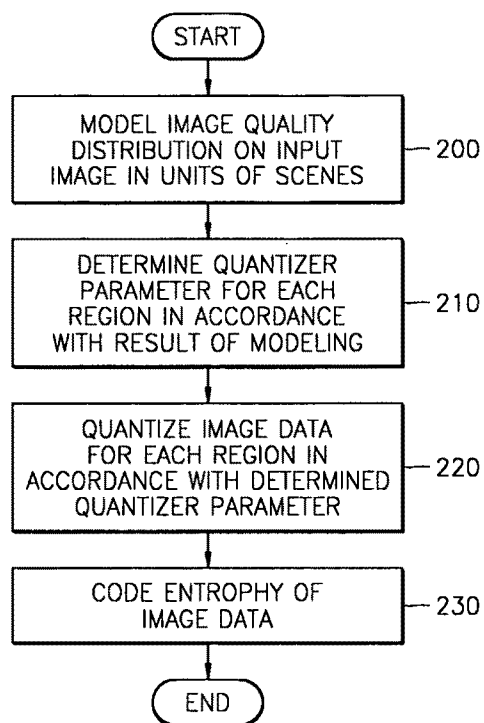 START
MODEL IMAGE QUALITY
DISTRIBUTION ON INPUT
IMAGE IN UNITS OF SCENES
200
DETERMINE QUANTIZER
PARAMETER FOR EACH
REGION IN ACCORDANCE
WITH RESULT OF MODELING
210
QUANTIZE IMAGE DATA
FOR EACH REGION IN
ACCORDANCE WITH DETERMINED
QUANTIZER PARAMETER
220
CODE ENTROPHY OF
IMAGE DATA
230
END